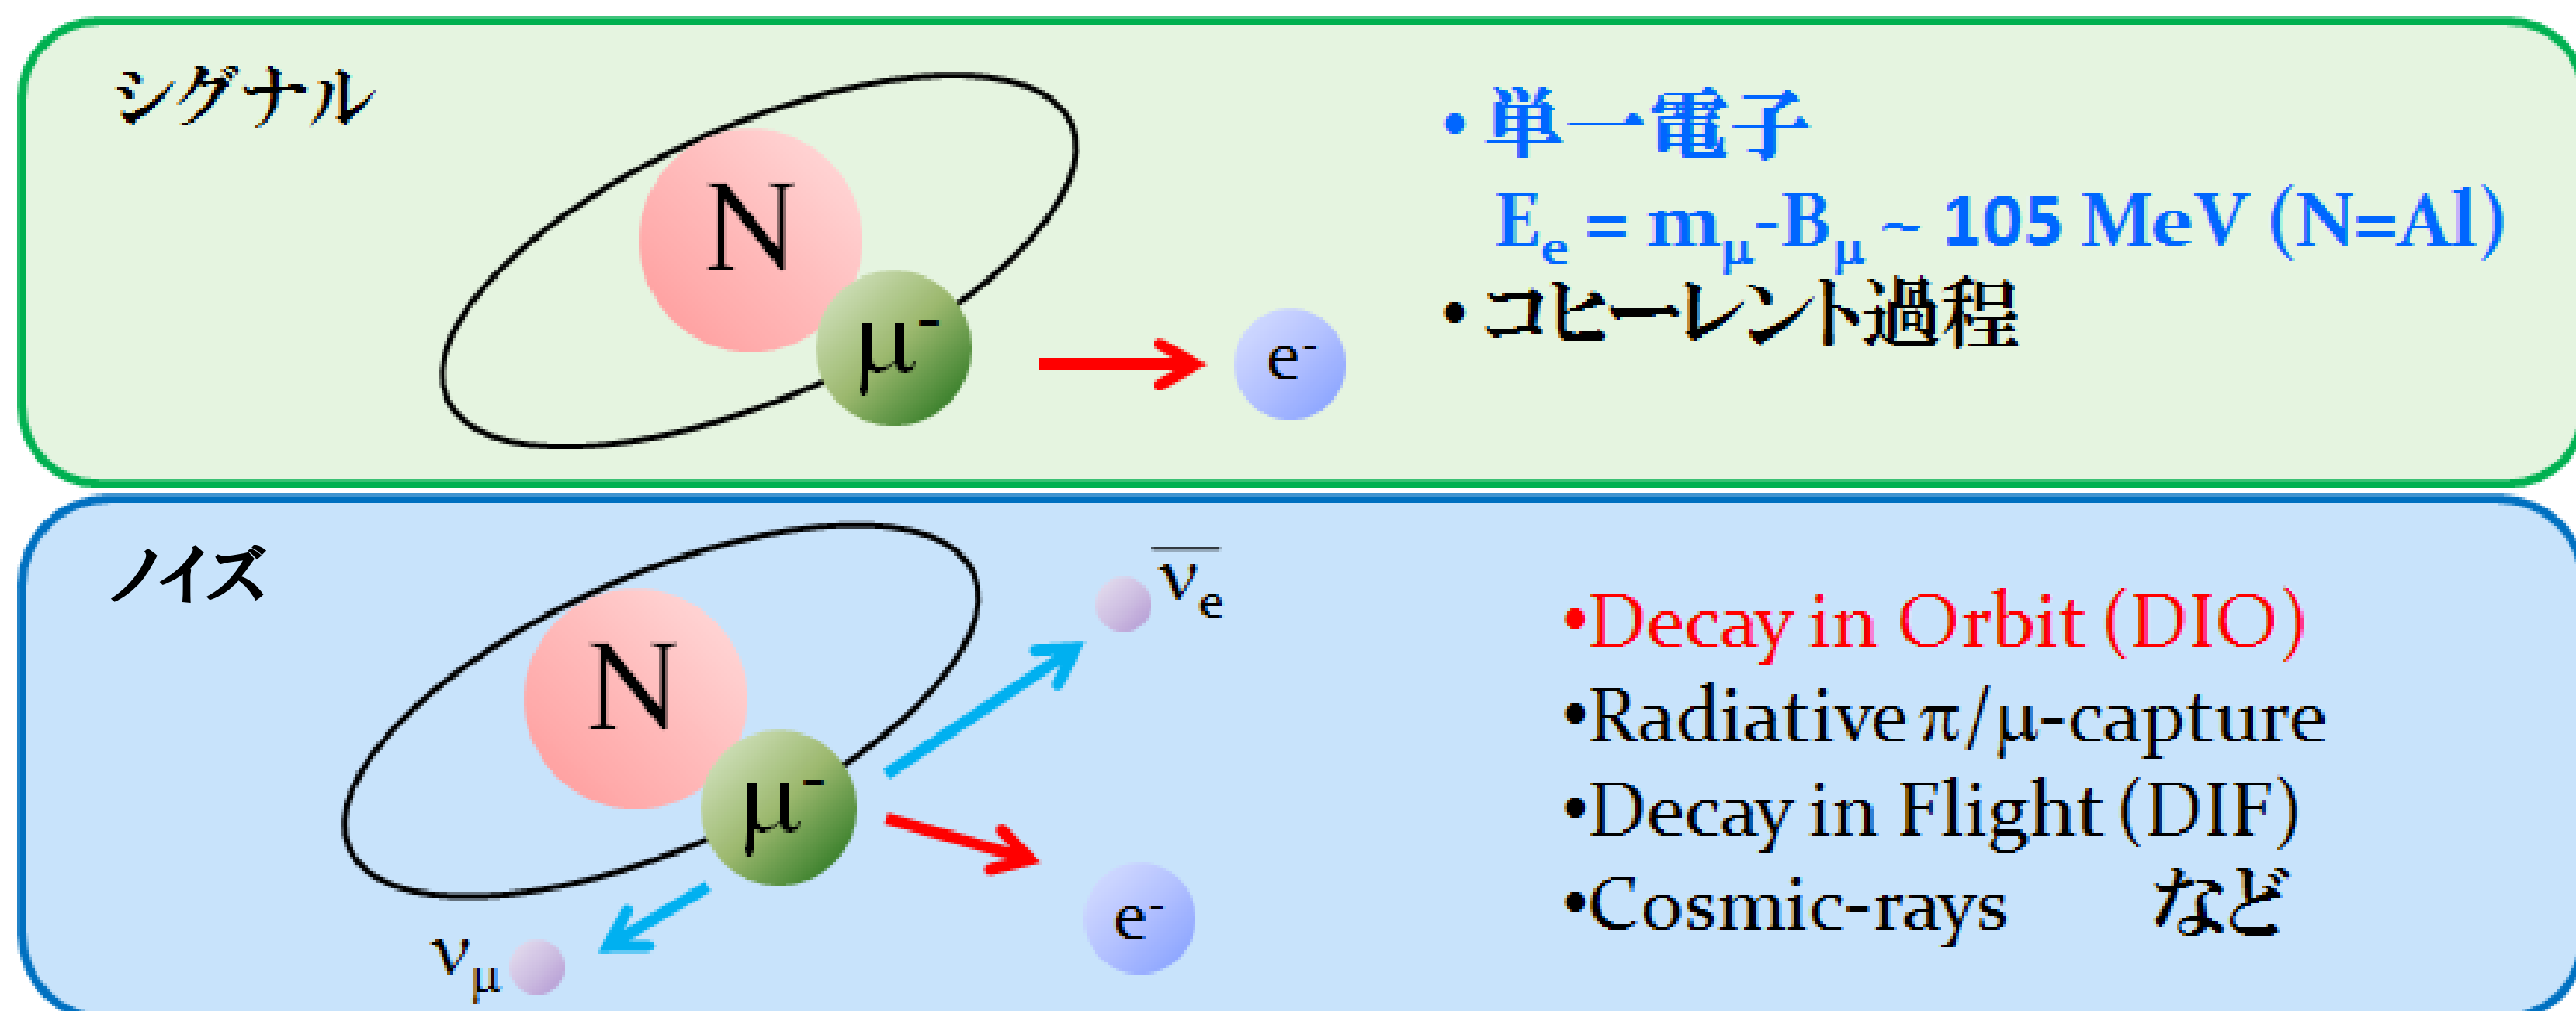 シグナル
N
μ-
e-
• 単一電子
Ee = mμ-Bμ ~ 105 MeV (N=Al)
• コヒーレント過程
ノイズ
N
μ-
ν̅e
e-
νμ
•Decay in Orbit (DIO)
•Radiative π/μ-capture
•Decay in Flight (DIF)
•Cosmic-rays など